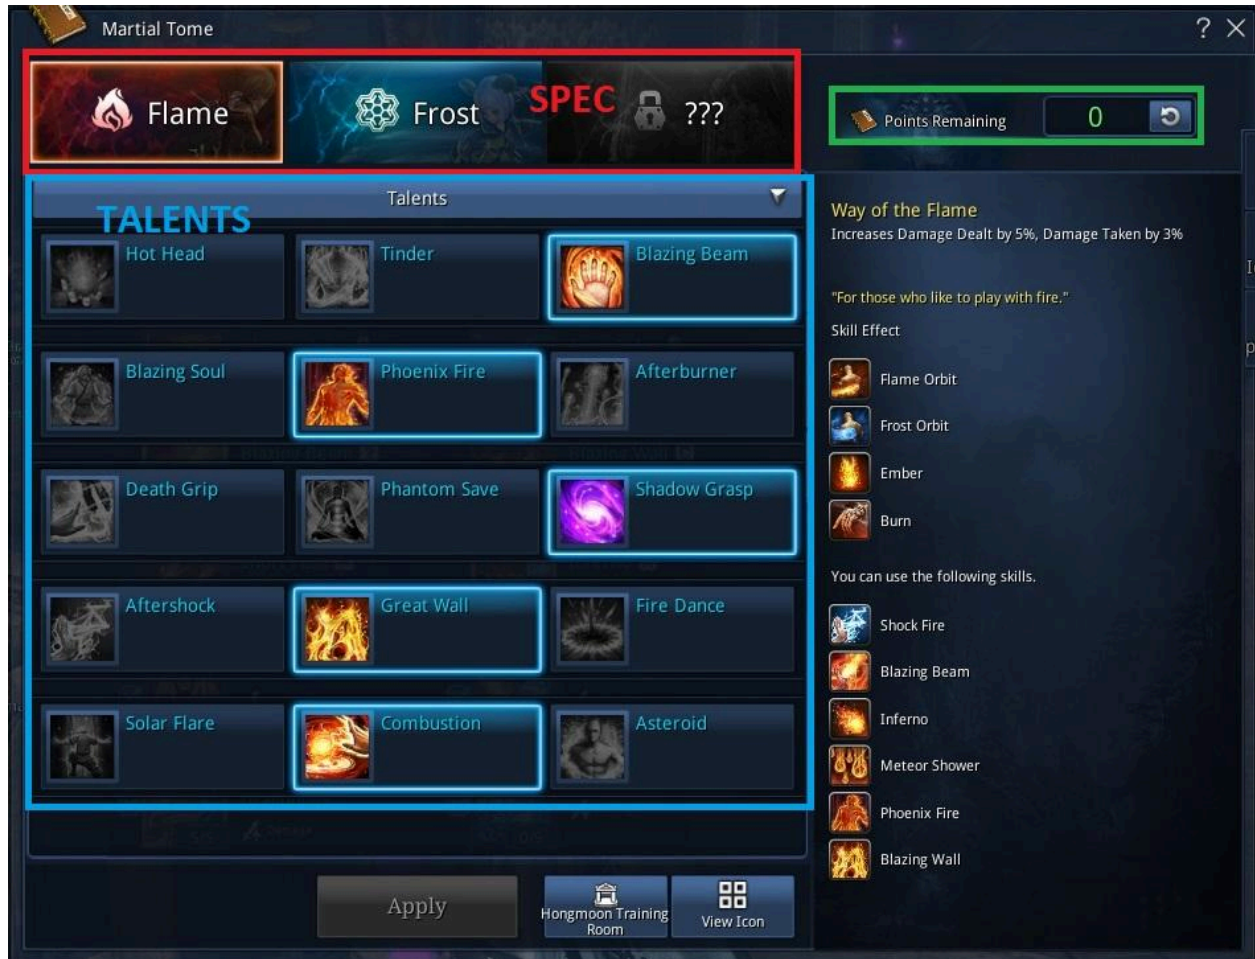 Martial Tome
?
Flame
Frost
SPEC
???
Points Remaining
0
Talents
TALENTS
Hot Head
Tinder
Blazing Beam
Blazing Soul
Phoenix Fire
Afterburner
Death Grip
Phantom Save
Shadow Grasp
Aftershock
Great Wall
Fire Dance
Solar Flare
Combustion
Asteroid
Apply
Hongmoon Training
Room
View Icon
Way of the Flame
Increases Damage Dealt by 5%, Damage Taken by 3%
"For those who like to play with fire."
Skill Effect
Flame Orbit
Frost Orbit
Ember
Burn
You can use the following skills.
Shock Fire
Blazing Beam
Inferno
Meteor Shower
Phoenix Fire
Blazing Wall